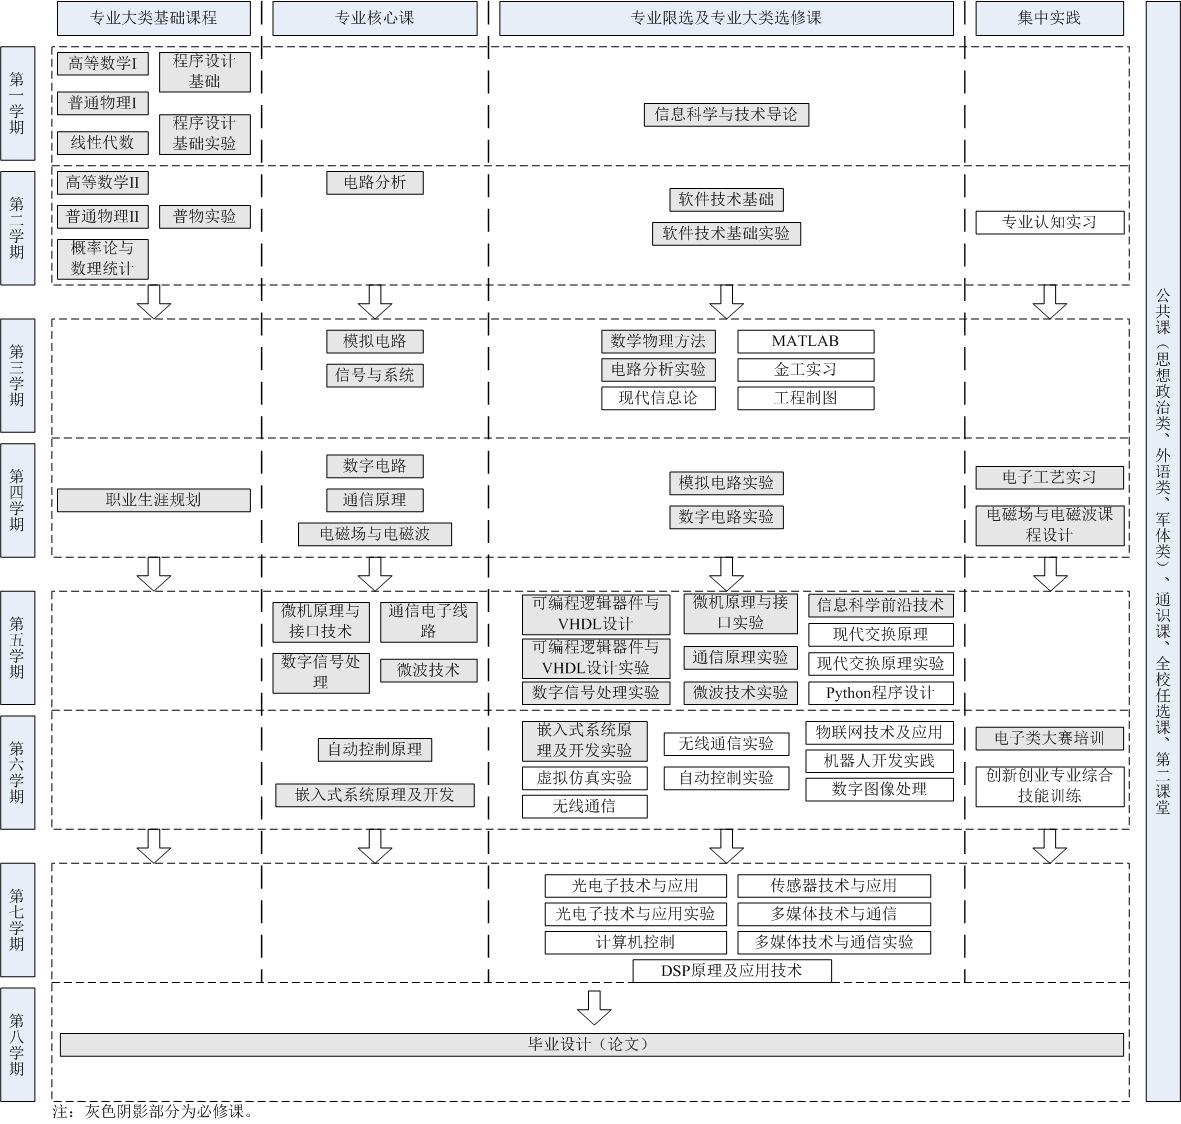 专业大类基础课程
专业核心课
专业限选及专业大类选修课
集中实践
第一学期
高等数学I
程序设计
基础
普通物理I
线性代数
程序设计
基础实验
信息科学与技术导论
第二学期
高等数学II
普通物理II
普物实验
概率论与
数理统计
电路分析
软件技术基础
软件技术基础实验
专业认知实习
第三学期
模拟电路
信号与系统
数学物理方法
MATLAB
电路分析实验
金工实习
现代信息论
工程制图
第四学期
职业生涯规划
数字电路
通信原理
电磁场与电磁波
模拟电路实验
数字电路实验
电子工艺实习
电磁场与电磁波课
程设计
第五学期
微机原理与
接口技术
通信电子线
路
数字信号处
理
微波技术
可编程逻辑器件与
VHDL设计
微机原理与接
口实验
信息科学前沿技术
现代交换原理
可编程逻辑器件与
VHDL设计实验
通信原理实验
现代交换原理实验
数字信号处理实验
微波技术实验
Python程序设计
第六学期
自动控制原理
嵌入式系统原理及开发
嵌入式系统原
理及开发实验
无线通信实验
物联网技术及应用
机器人开发实践
虚拟仿真实验
自动控制实验
数字图像处理
无线通信
电子类大赛培训
创新创业专业综合
技能训练
第七学期
光电子技术与应用
传感器技术与应用
光电子技术与应用实验
多媒体技术与通信
计算机控制
多媒体技术与通信实验
DSP原理及应用技术
第八学期
毕业设计（论文）
公共课（思想政治类、外语类、军体类）、通识课、全校任选课、第二课堂
注：灰色阴影部分为必修课。